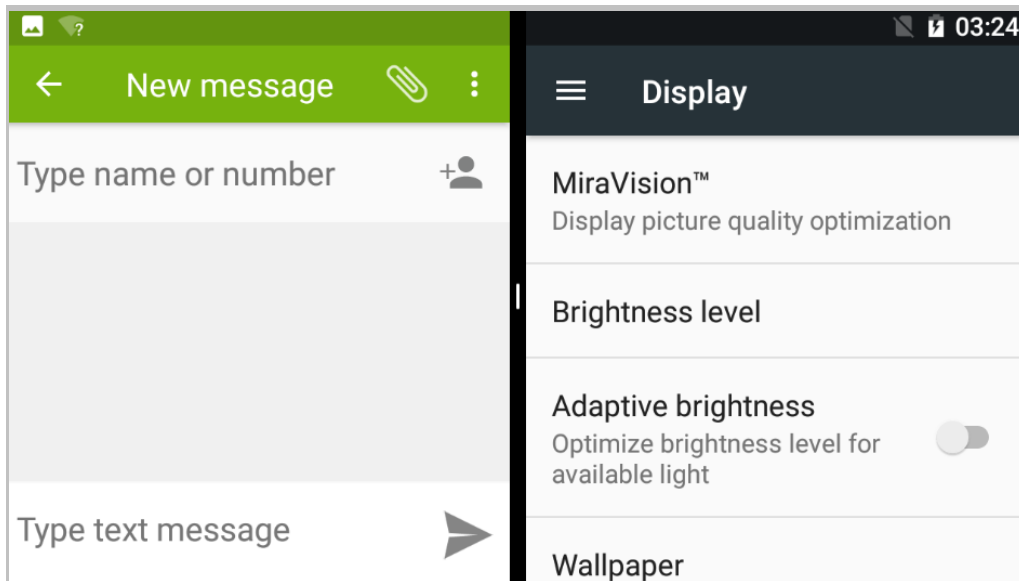 ?
03:24
New message
Type name or number
Type text message
Display
MiraVision™
Display picture quality optimization
Brightness level
Adaptive brightness
Optimize brightness level for
available light
Wallpaper